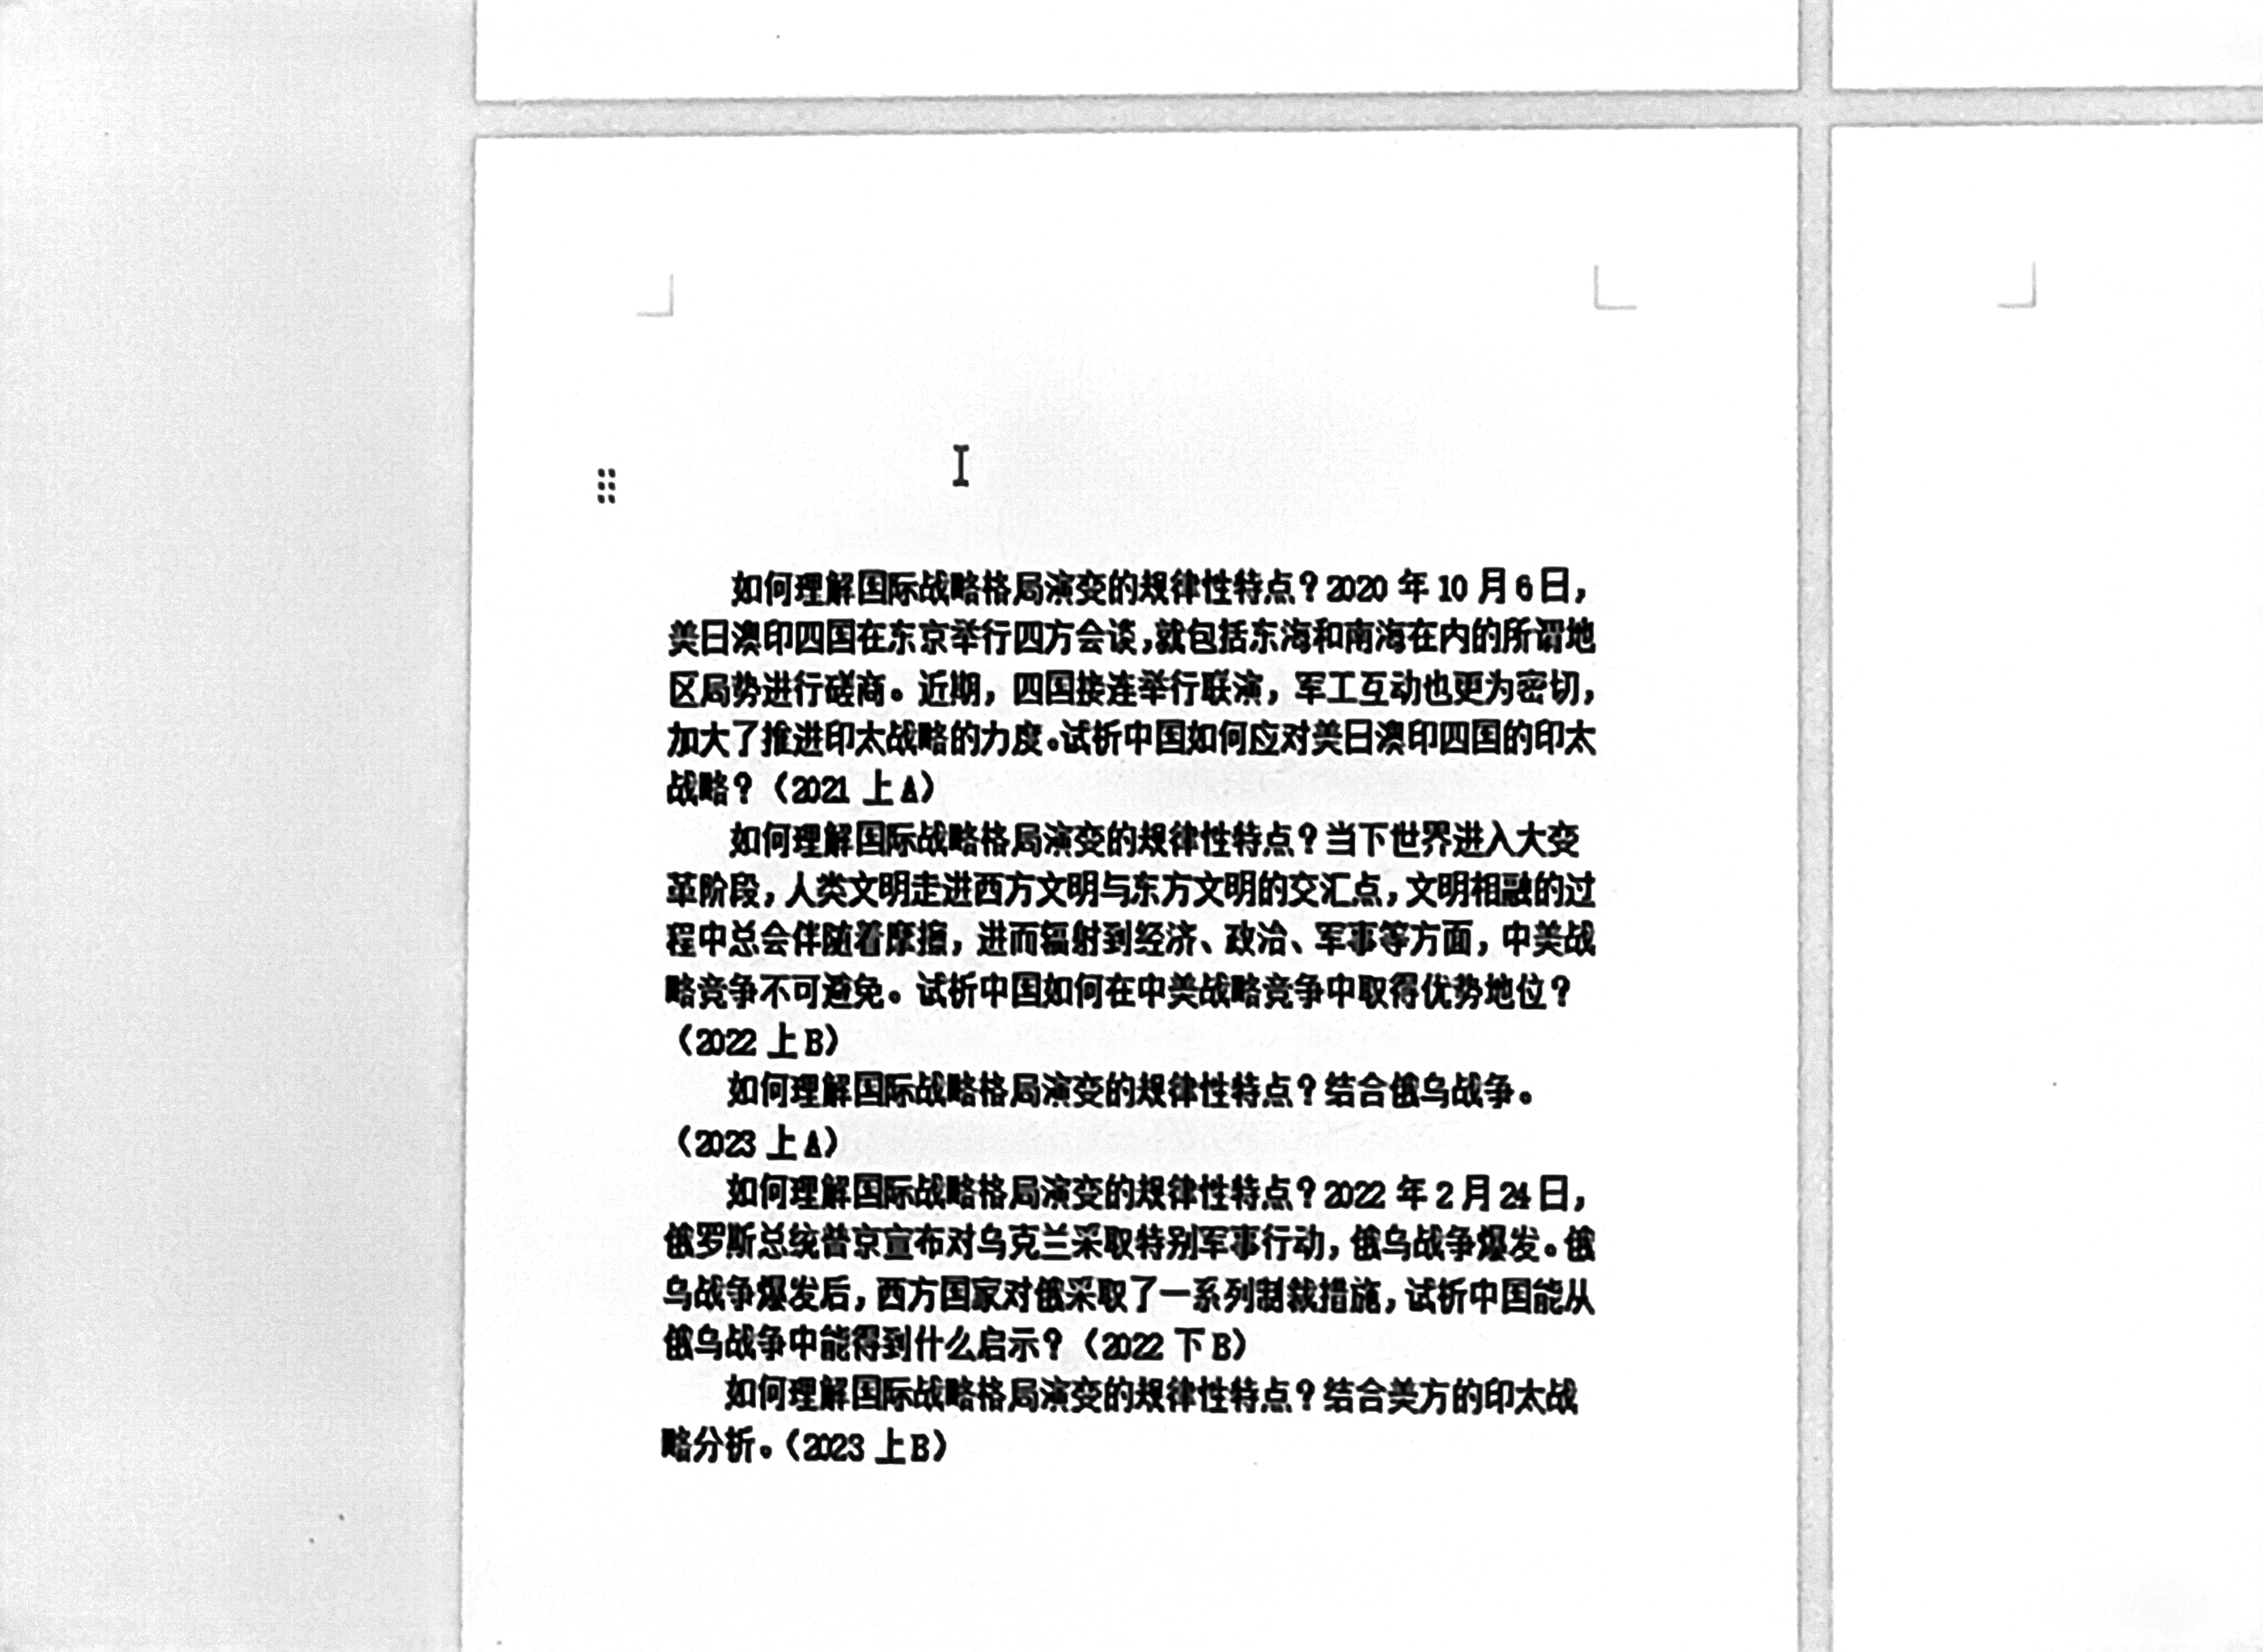 如何理解国际战略格局演变的规律性特点？2020 年 10 月 6 日，
美日澳印四国在东京举行四方会谈，就包括东海和南海在内的所谓地
区局势进行磋商。近期，四国接连举行联演，军工互动也更为密切，
加大了推进印太战略的力度。试析中国如何应对美日澳印四国的印太
战略？（2021 上 A）
如何理解国际战略格局演变的规律性特点？当下世界进入大变
革阶段，人类文明走进西方文明与东方文明的交汇点，文明相融的过
程中总会伴随着摩擦，进而辐射到经济、政治、军事等方面，中美战
略竞争不可避免。试析中国如何在中美战略竞争中取得优势地位？
（2022 上 B）
如何理解国际战略格局演变的规律性特点？结合俄乌战争。
（2023 上 A）
如何理解国际战略格局演变的规律性特点？2022 年 2 月 24 日，
俄罗斯总统普京宣布对乌克兰采取特别军事行动，俄乌战争爆发。俄
乌战争爆发后，西方国家对俄采取了一系列制裁措施，试析中国能从
俄乌战争中能得到什么启示？（2022 下 B）
如何理解国际战略格局演变的规律性特点？结合美方的印太战
略分析。（2023 上 B）